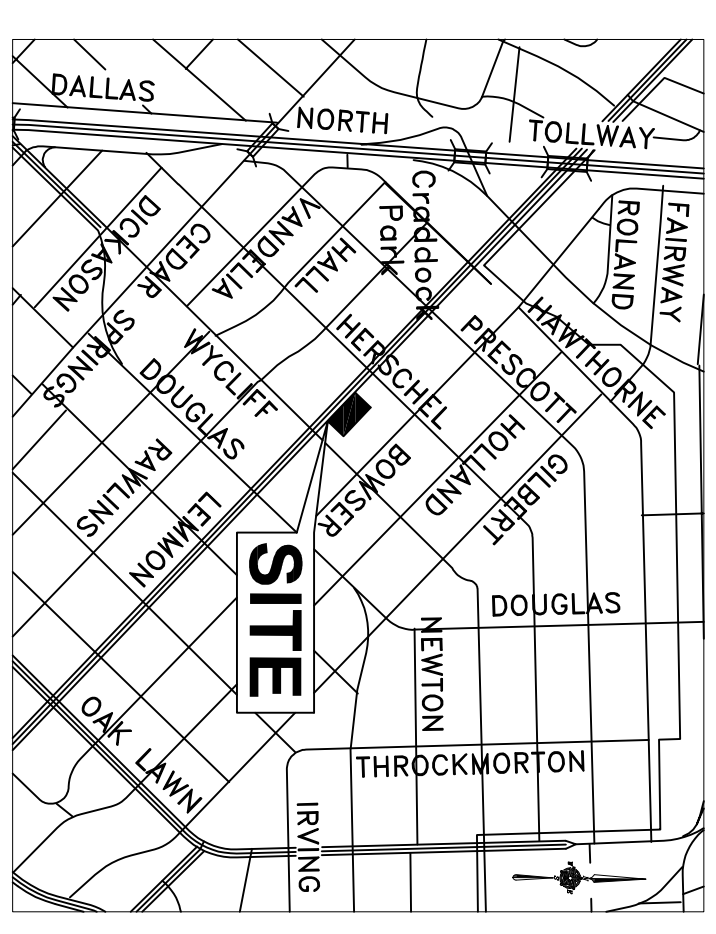 DALLAS
NORTH
TOLLWAY
Craddock
Park
ROLAND
FAIRWAY
DICKASON
CEDAR
SPRINGS
VANDELIA
HALL
WYCLIFF
DOUGLAS
HERSCHEL
PRESCOTT
HAWTHORNE
RAWLINS
LEMMON
BOWSER
HOLLAND
GILBERT
SITE
DOUGLAS
NEWTON
OAK LAWN
THROCKMORTON
IRVING